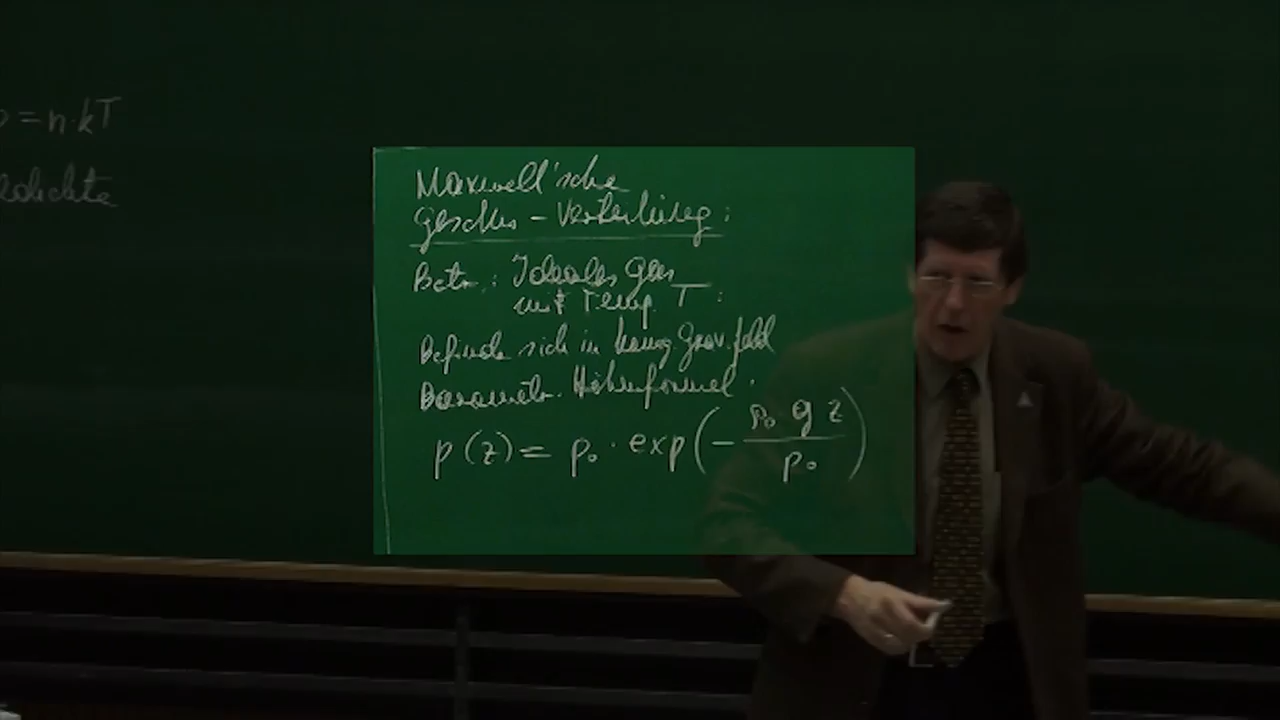 p = n·kT
Maxwell'sche
Geschw - Verteilung :
Betr.: Ideales Gas
mit Temp. T :
Befinde sich in homog. Grav. feld
Barometr. Höhenformel :
p(z) = p₀ · exp(- ρ₀ g z / p₀)